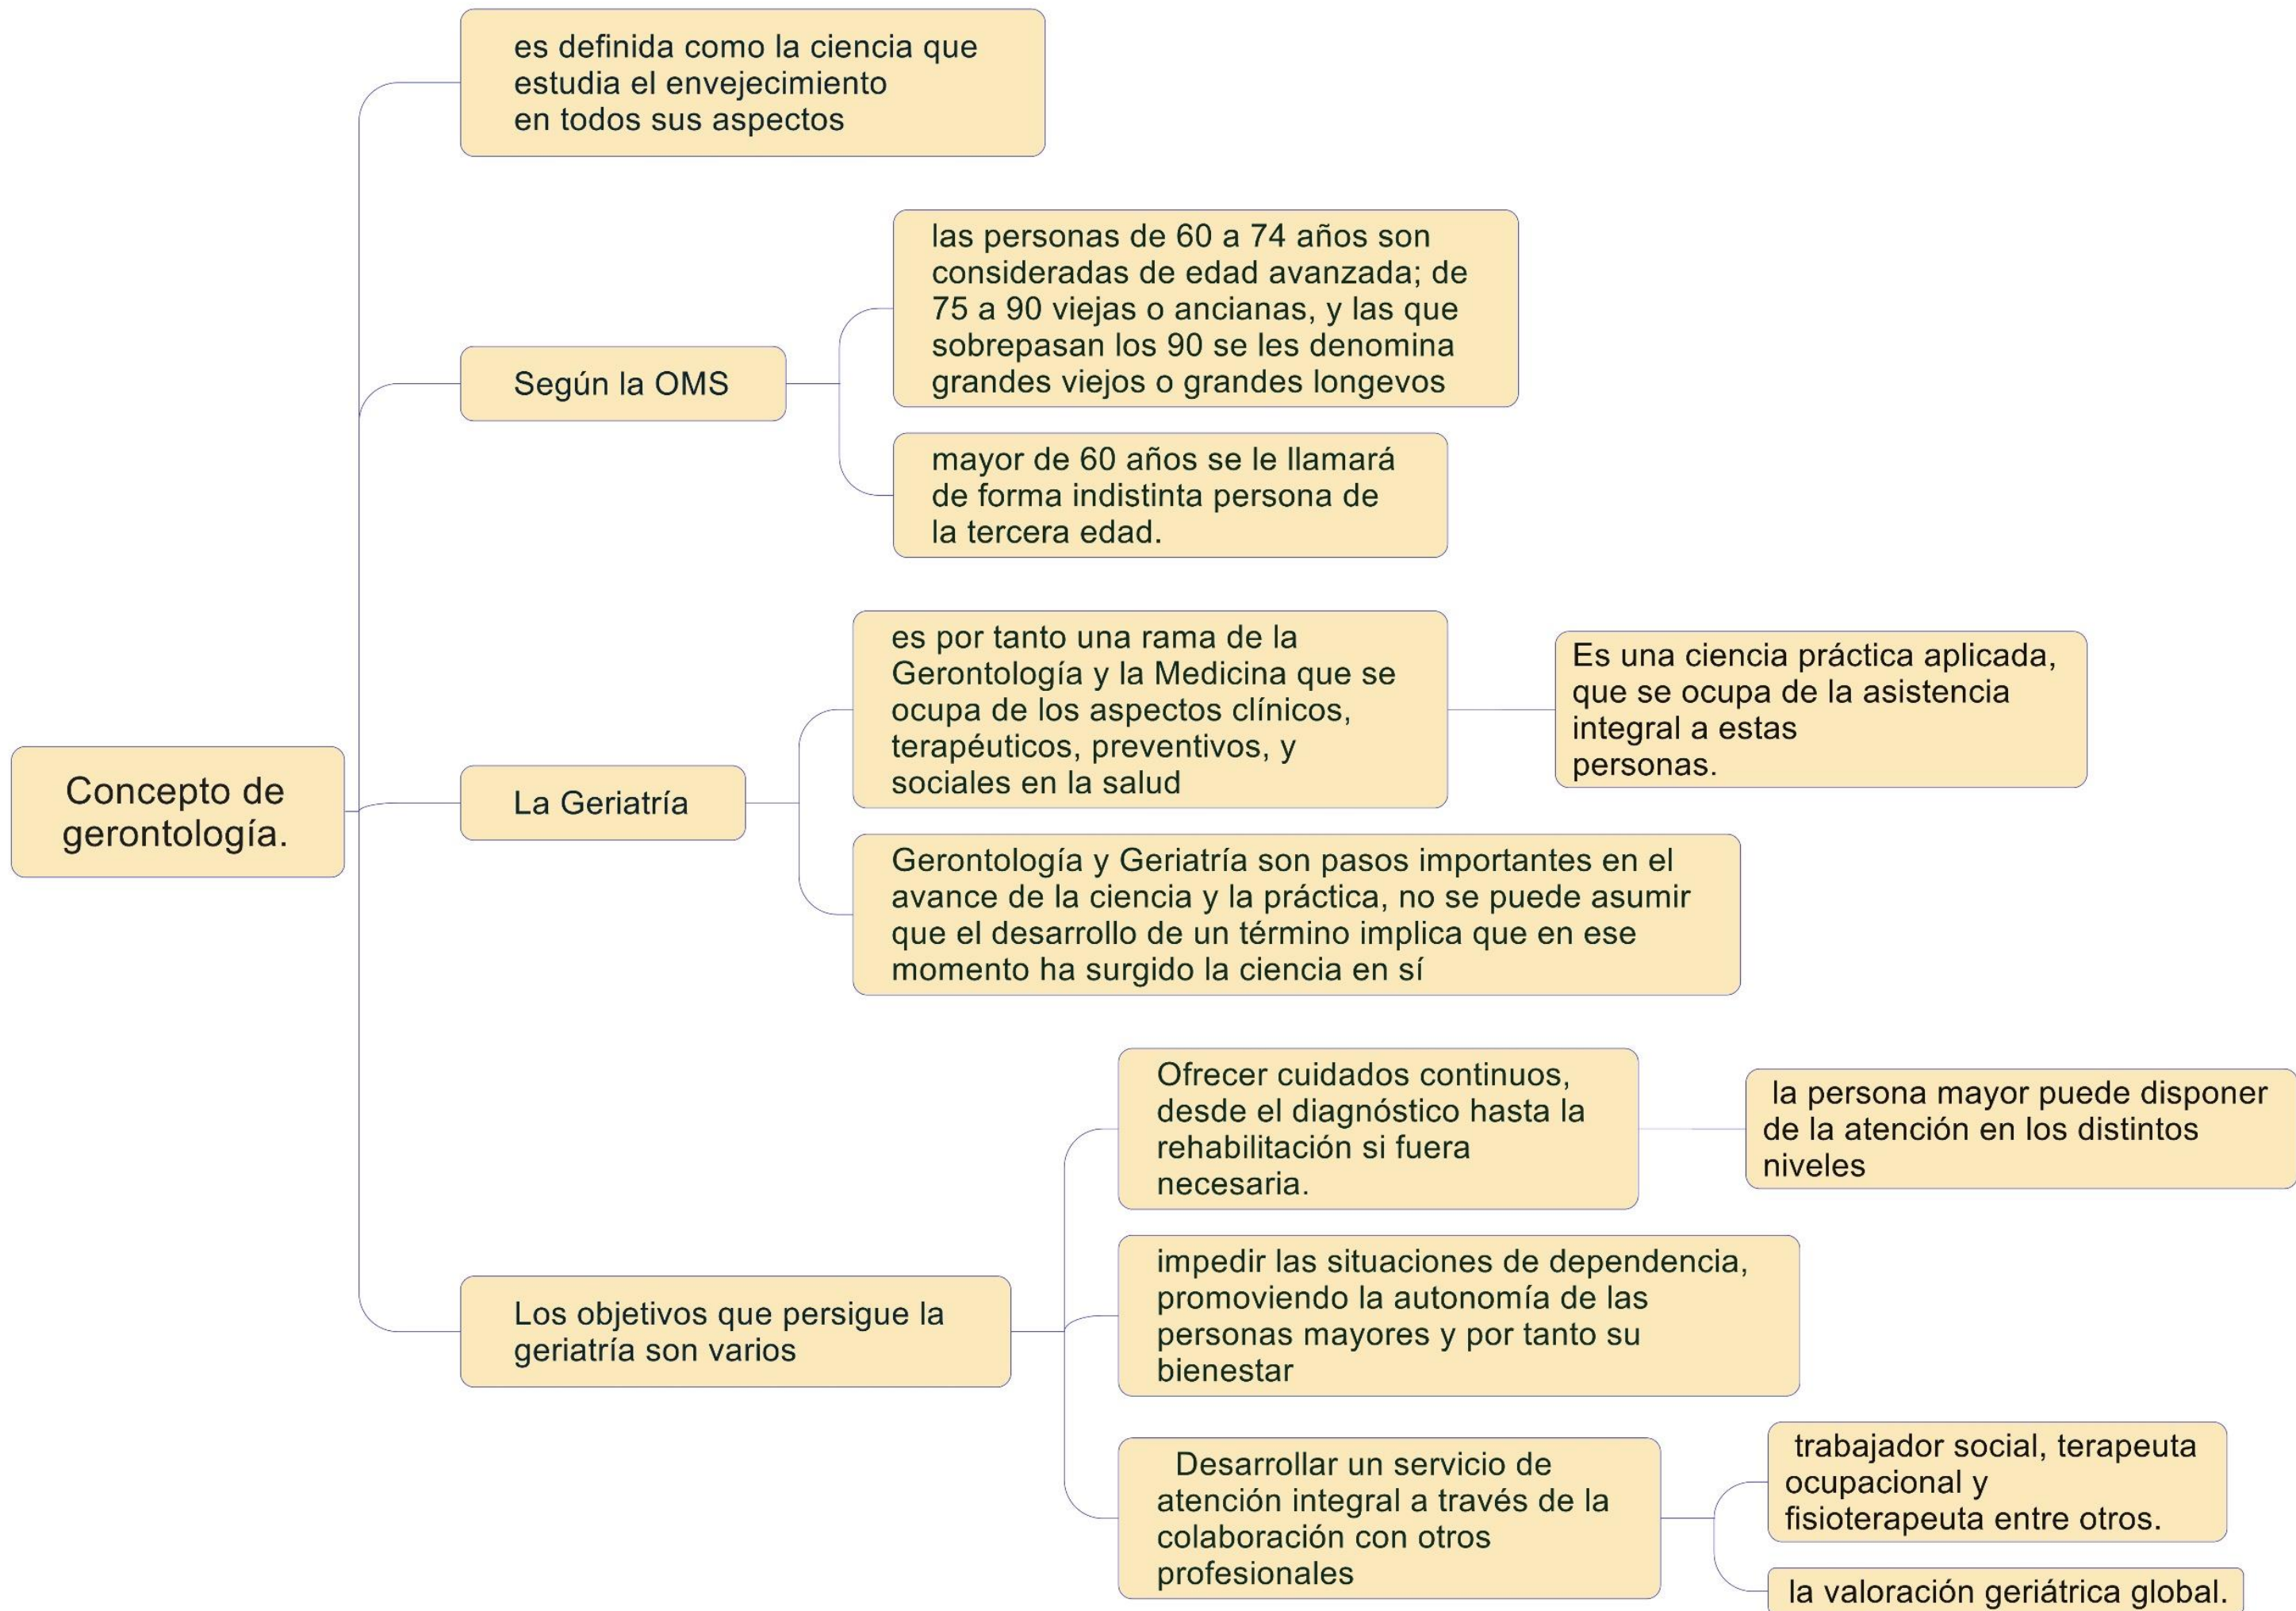 Concepto de
gerontología.
es definida como la ciencia que
estudia el envejecimiento
en todos sus aspectos
Según la OMS
las personas de 60 a 74 años son
consideradas de edad avanzada; de
75 a 90 viejas o ancianas, y las que
sobrepasan los 90 se les denomina
grandes viejos o grandes longevos
mayor de 60 años se le llamará
de forma indistinta persona de
la tercera edad.
La Geriatría
es por tanto una rama de la
Gerontología y la Medicina que se
ocupa de los aspectos clínicos,
terapéuticos, preventivos, y
sociales en la salud
Es una ciencia práctica aplicada,
que se ocupa de la asistencia
integral a estas
personas.
Gerontología y Geriatría son pasos importantes en el
avance de la ciencia y la práctica, no se puede asumir
que el desarrollo de un término implica que en ese
momento ha surgido la ciencia en sí
Los objetivos que persigue la
geriatría son varios
Ofrecer cuidados continuos,
desde el diagnóstico hasta la
rehabilitación si fuera
necesaria.
la persona mayor puede disponer
de la atención en los distintos
niveles
impedir las situaciones de dependencia,
promoviendo la autonomía de las
personas mayores y por tanto su
bienestar
Desarrollar un servicio de
atención integral a través de la
colaboración con otros
profesionales
trabajador social, terapeuta
ocupacional y
fisioterapeuta entre otros.
la valoración geriátrica global.